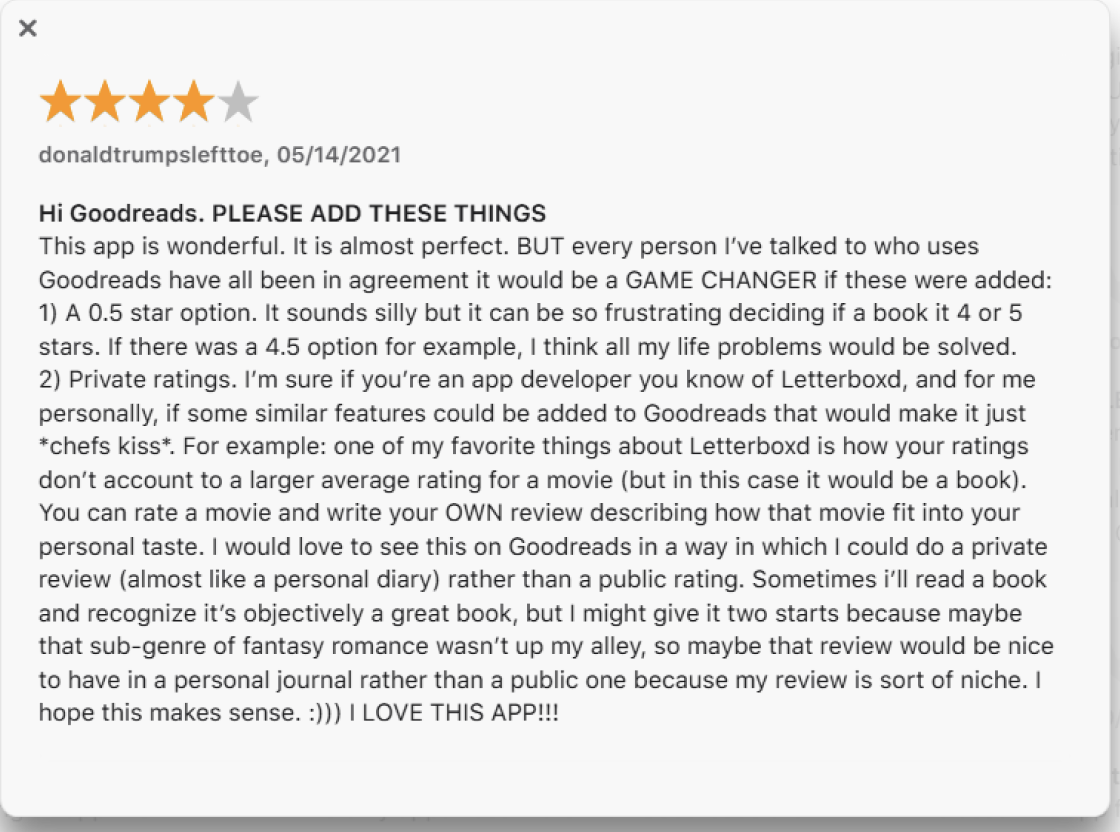 ×
donaldtrumpslefttoe, 05/14/2021
Hi Goodreads. PLEASE ADD THESE THINGS
This app is wonderful. It is almost perfect. BUT every person I’ve talked to who uses
Goodreads have all been in agreement it would be a GAME CHANGER if these were added:
1) A 0.5 star option. It sounds silly but it can be so frustrating deciding if a book it 4 or 5
stars. If there was a 4.5 option for example, I think all my life problems would be solved.
2) Private ratings. I’m sure if you’re an app developer you know of Letterboxd, and for me
personally, if some similar features could be added to Goodreads that would make it just
*chefs kiss*. For example: one of my favorite things about Letterboxd is how your ratings
don’t account to a larger average rating for a movie (but in this case it would be a book).
You can rate a movie and write your OWN review describing how that movie fit into your
personal taste. I would love to see this on Goodreads in a way in which I could do a private
review (almost like a personal diary) rather than a public rating. Sometimes i’ll read a book
and recognize it’s objectively a great book, but I might give it two starts because maybe
that sub-genre of fantasy romance wasn’t up my alley, so maybe that review would be nice
to have in a personal journal rather than a public one because my review is sort of niche. I
hope this makes sense. :))) I LOVE THIS APP!!!